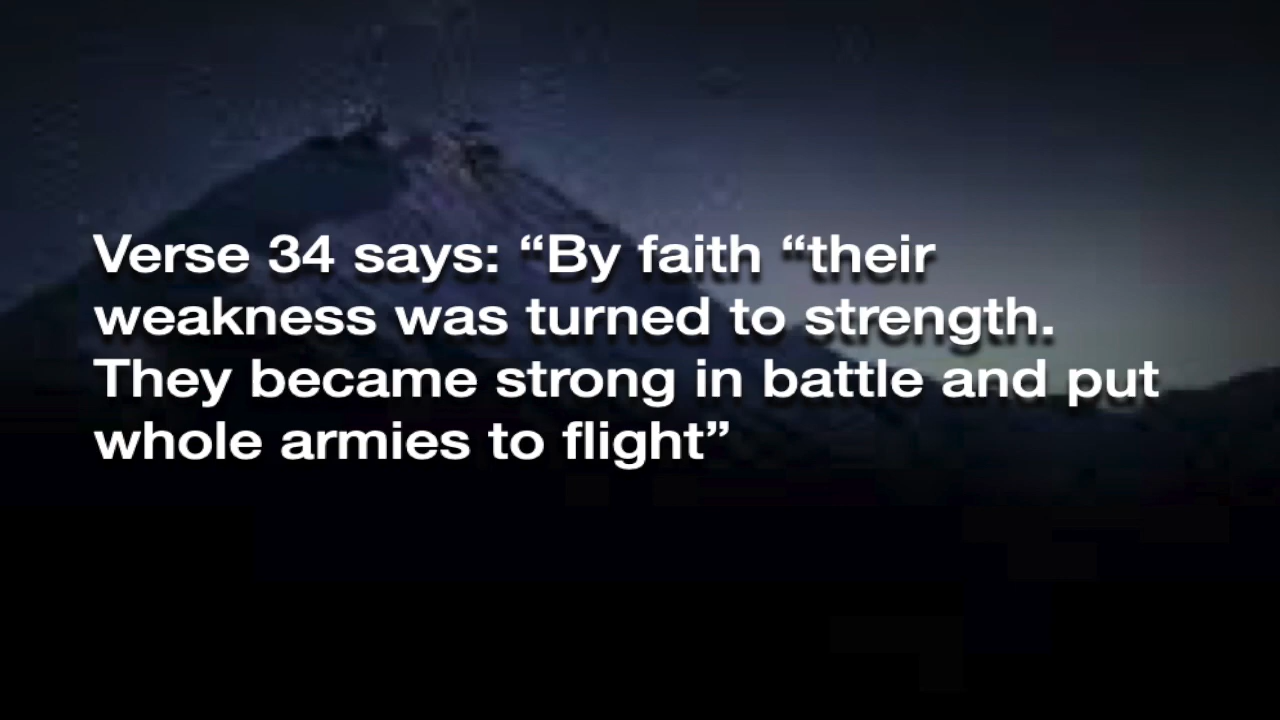 Verse 34 says: “By faith “their
weakness was turned to strength.
They became strong in battle and put
whole armies to flight”